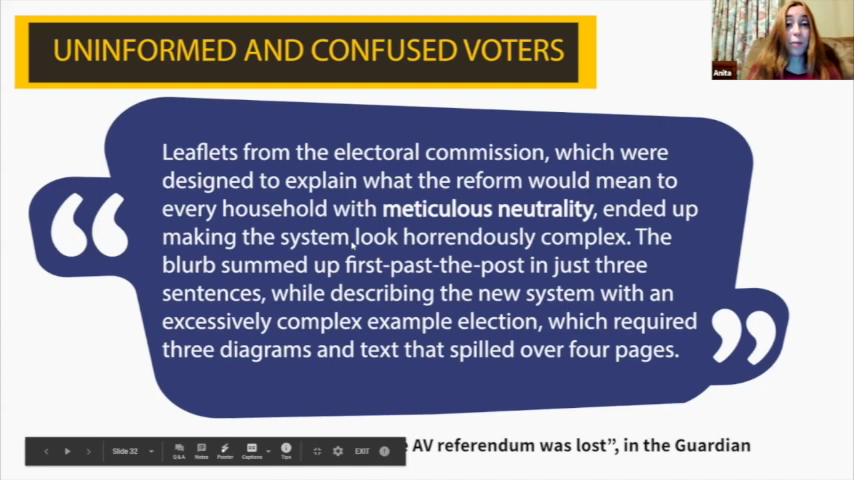 UNINFORMED AND CONFUSED VOTERS
Anita
Leaflets from the electoral commission, which were
designed to explain what the reform would mean to
every household with meticulous neutrality, ended up
making the system look horrendously complex. The
blurb summed up first-past-the-post in just three
sentences, while describing the new system with an
excessively complex example election, which required
three diagrams and text that spilled over four pages.
AV referendum was lost”, in the Guardian
Slide 32
EXIT
Q&A
Notes
Pointer
Captions
Tips